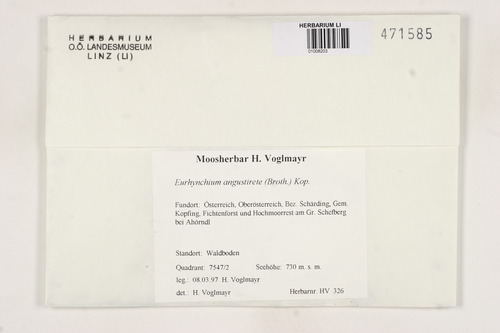 HERBARIUM
O.Ö. LANDESMUSEUM
LINZ (LI)
HERBARIUM LI
01008203
471585
Moosherbar H. Voglmayr
Eurhynchium angustirete (Broth.) Kop.
Fundort: Österreich, Oberösterreich, Bez. Schärding, Gem.
Kopfing, Fichtenforst und Hochmoorrest am Gr. Schefberg
bei Ahörndl
Standort: Waldboden
Quadrant: 7547/2 Seehöhe: 730 m. s. m.
leg.: 08.03.97 H. Voglmayr
det.: H. Voglmayr Herbarnr. HV 326